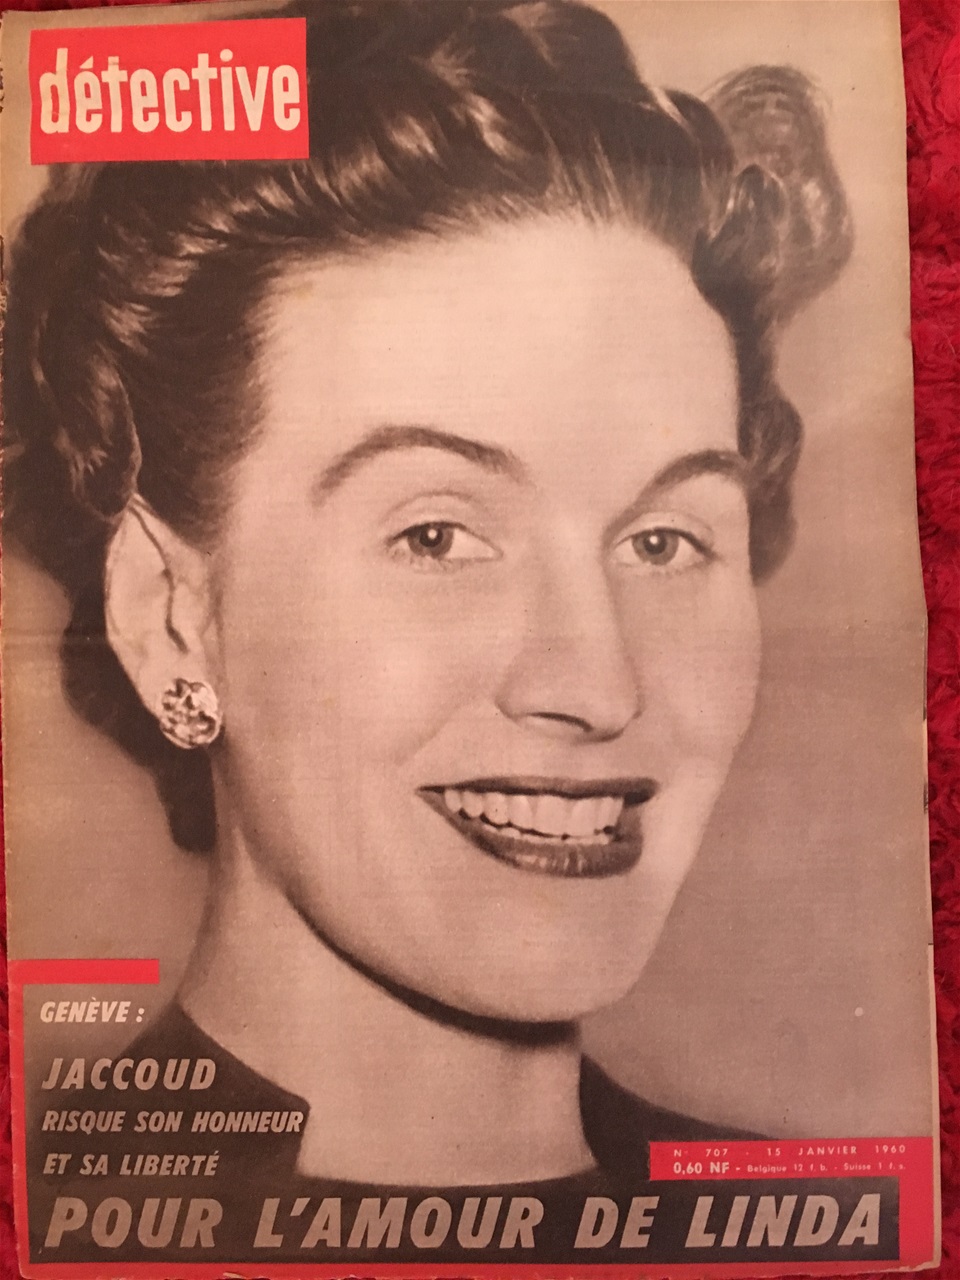 détective
GENÈVE :
JACCOUD
RISQUE SON HONNEUR
ET SA LIBERTÉ
POUR L'AMOUR DE LINDA
N° 707 - 15 JANVIER 1960
0,60 NF - Belgique 12 f. b. - Suisse 1 f. s.